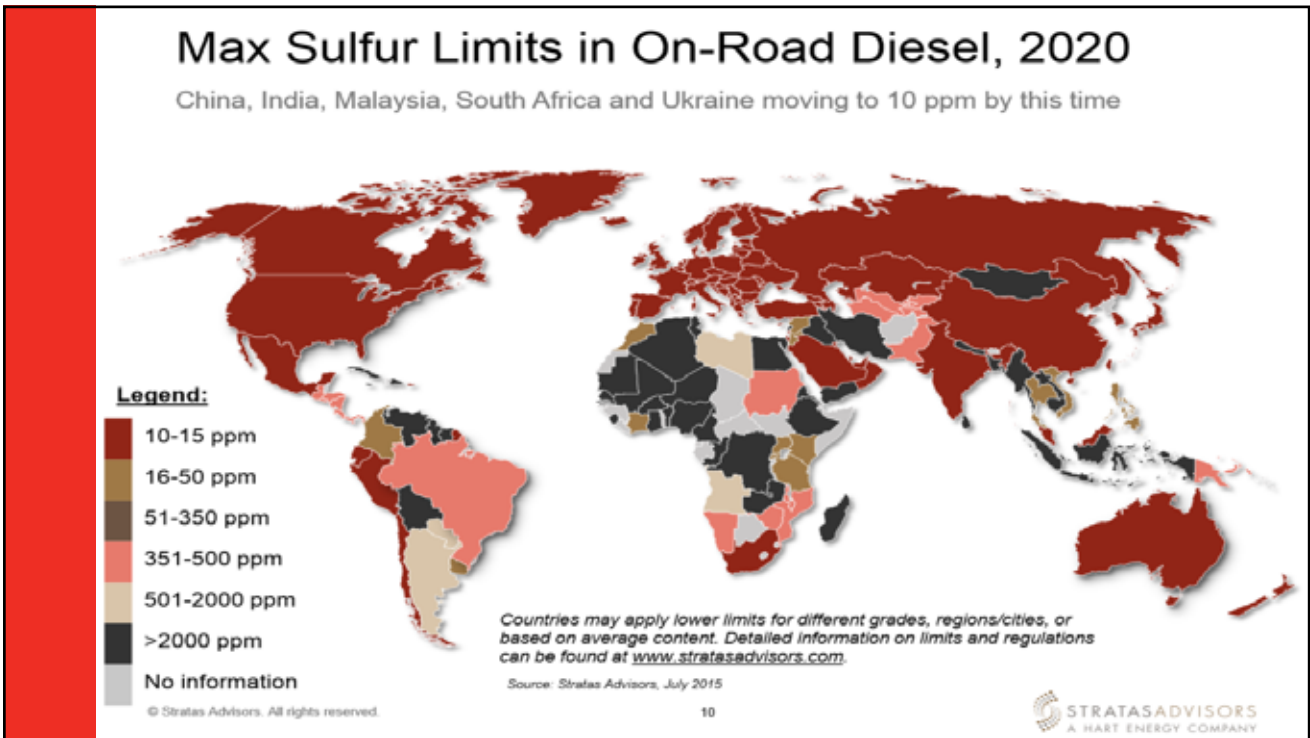 Max Sulfur Limits in On-Road Diesel, 2020
China, India, Malaysia, South Africa and Ukraine moving to 10 ppm by this time
Legend:
10-15 ppm
16-50 ppm
51-350 ppm
351-500 ppm
501-2000 ppm
>2000 ppm
No information
Countries may apply lower limits for different grades, regions/cities, or
based on average content. Detailed information on limits and regulations
can be found at www.stratasadvisors.com.
Source: Stratas Advisors, July 2015
© Stratas Advisors. All rights reserved.
10
STRATASADVISORS
A HART ENERGY COMPANY